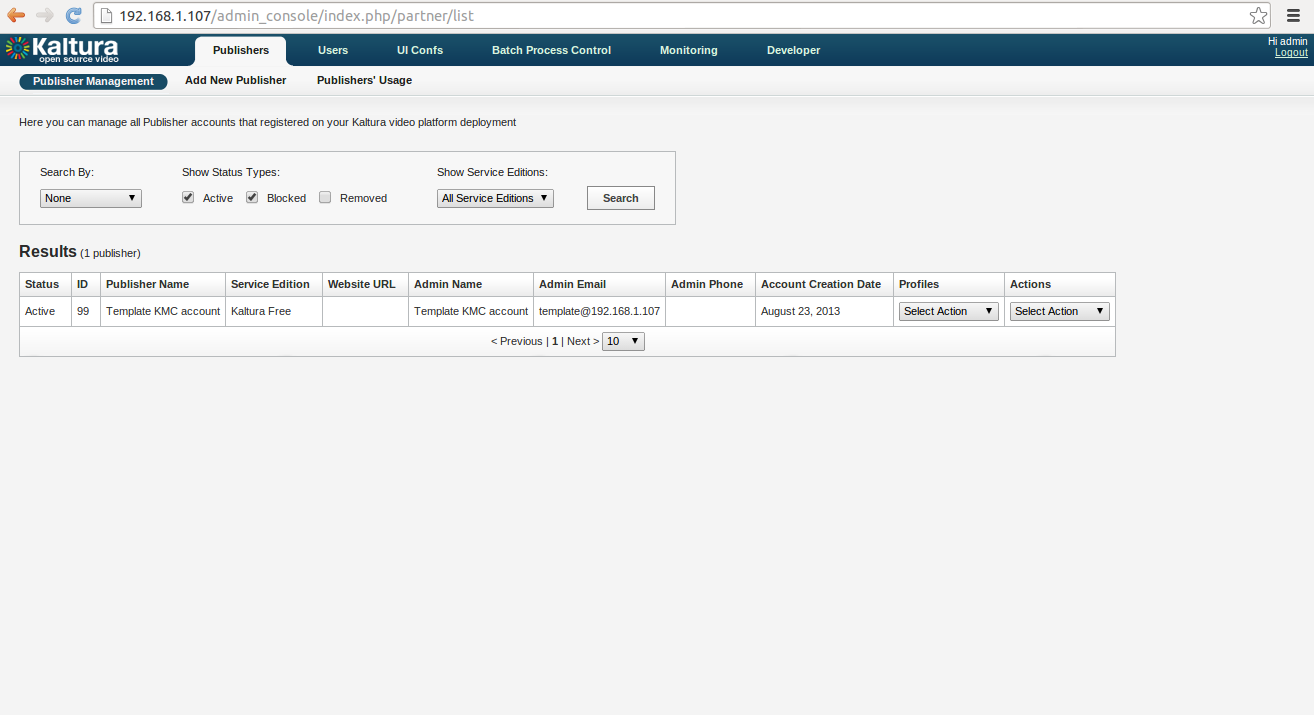 192.168.1.107/admin_console/index.php/partner/list
Kaltura
open source video
Publishers Users UI Confs Batch Process Control Monitoring Developer
Hi admin
Logout
Publisher Management Add New Publisher Publishers' Usage
Here you can manage all Publisher accounts that registered on your Kaltura video platform deployment
Search By: Show Status Types: Show Service Editions:
None Active Blocked Removed All Service Editions Search
Results (1 publisher)
Status ID Publisher Name Service Edition Website URL Admin Name Admin Email Admin Phone Account Creation Date Profiles Actions
Active 99 Template KMC account Kaltura Free Template KMC account template@192.168.1.107 August 23, 2013 Select Action Select Action
< Previous | 1 | Next > 10